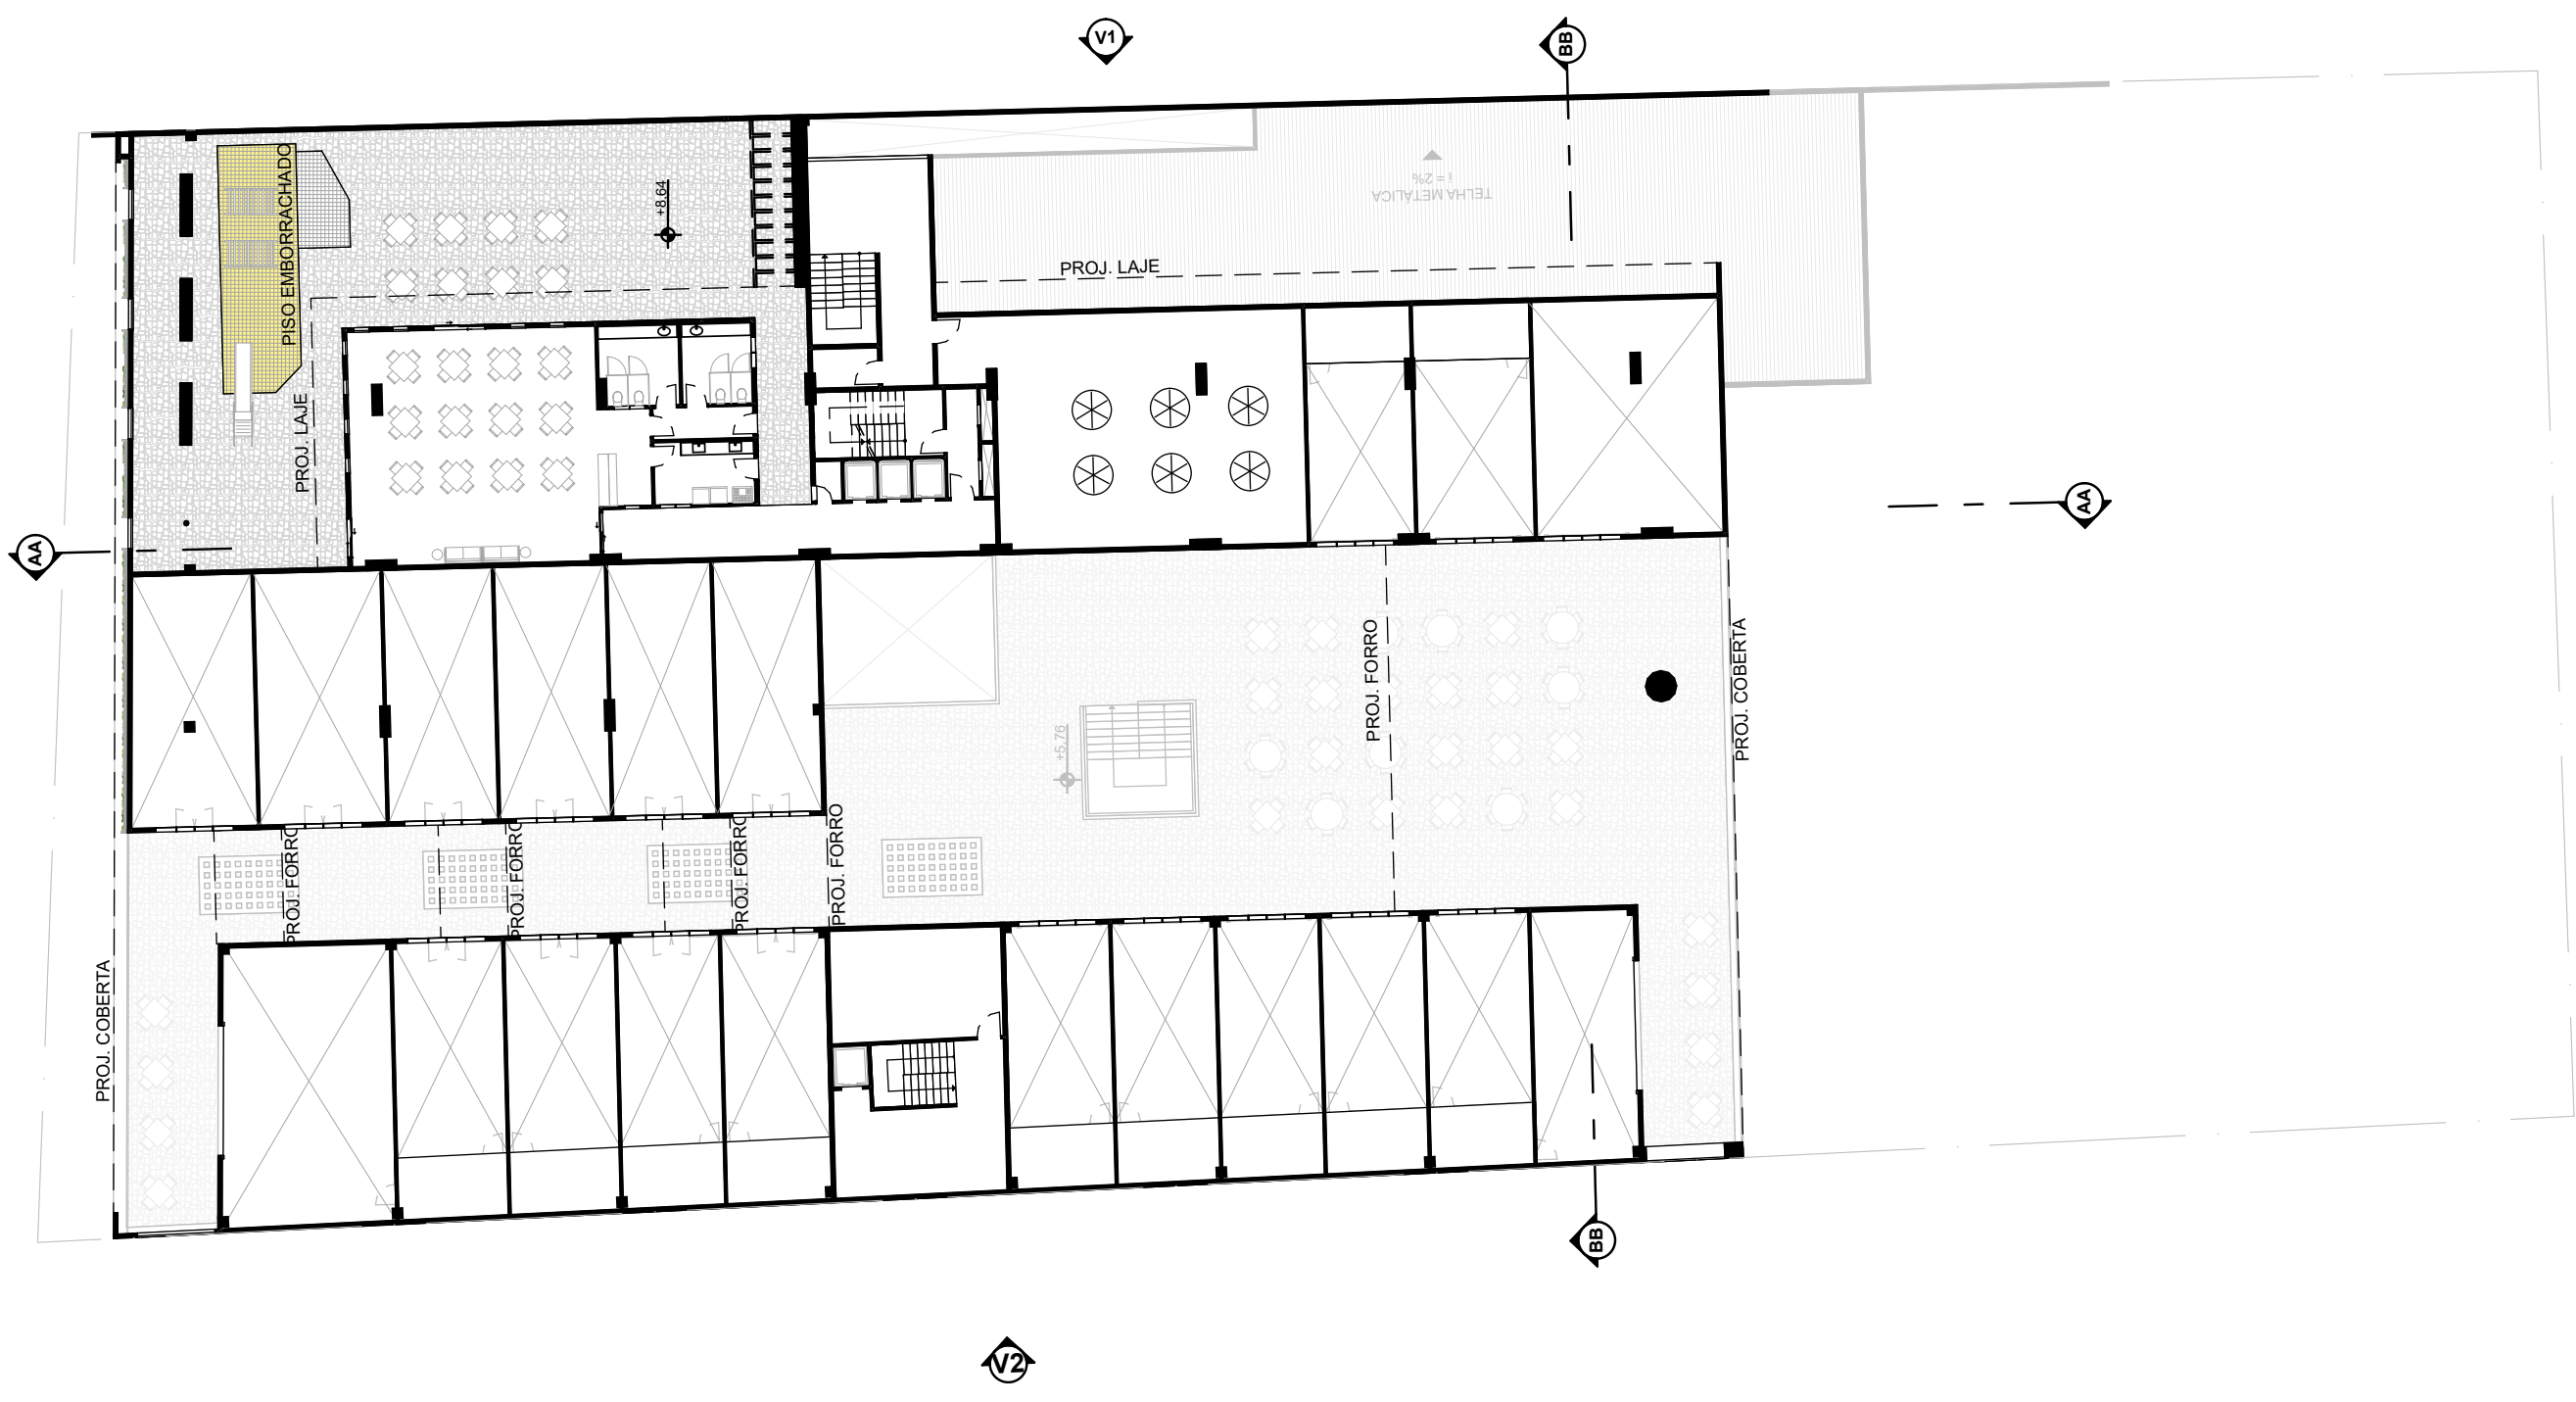 V1
BB
PISO EMBORRACHADO
+8,64
TELHA METÁLICA
i = 2%
PROJ. LAJE
PROJ. LAJE
AA
AA
PROJ. FORRO
PROJ. COBERTA
+5,76
PROJ. FORRO
PROJ. FORRO
PROJ. FORRO
PROJ. FORRO
PROJ. COBERTA
BB
V2